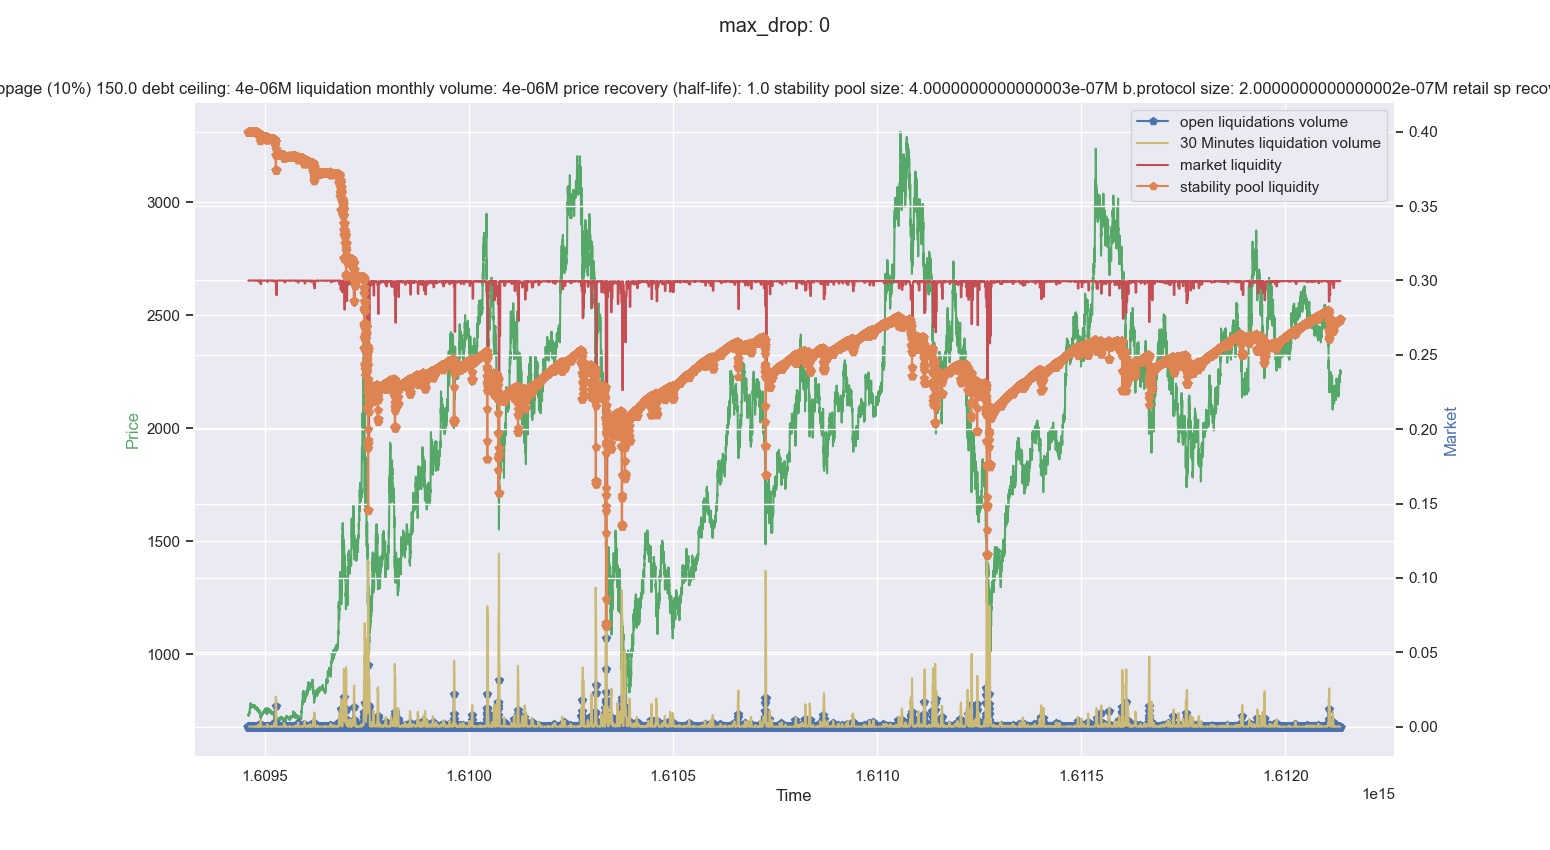 max_drop: 0
opage (10%) 150.0 debt ceiling: 4e-06M liquidation monthly volume: 4e-06M price recovery (half-life): 1.0 stability pool size: 4.0000000000000003e-07M b.protocol size: 2.0000000000000002e-07M retail sp recov
open liquidations volume
30 Minutes liquidation volume
market liquidity
stability pool liquidity
3000
2500
2000
1500
1000
Price
0.40
0.35
0.30
0.25
0.20
0.15
0.10
0.05
0.00
Market
1.6095
1.6100
1.6105
1.6110
1.6115
1.6120
Time
1e15